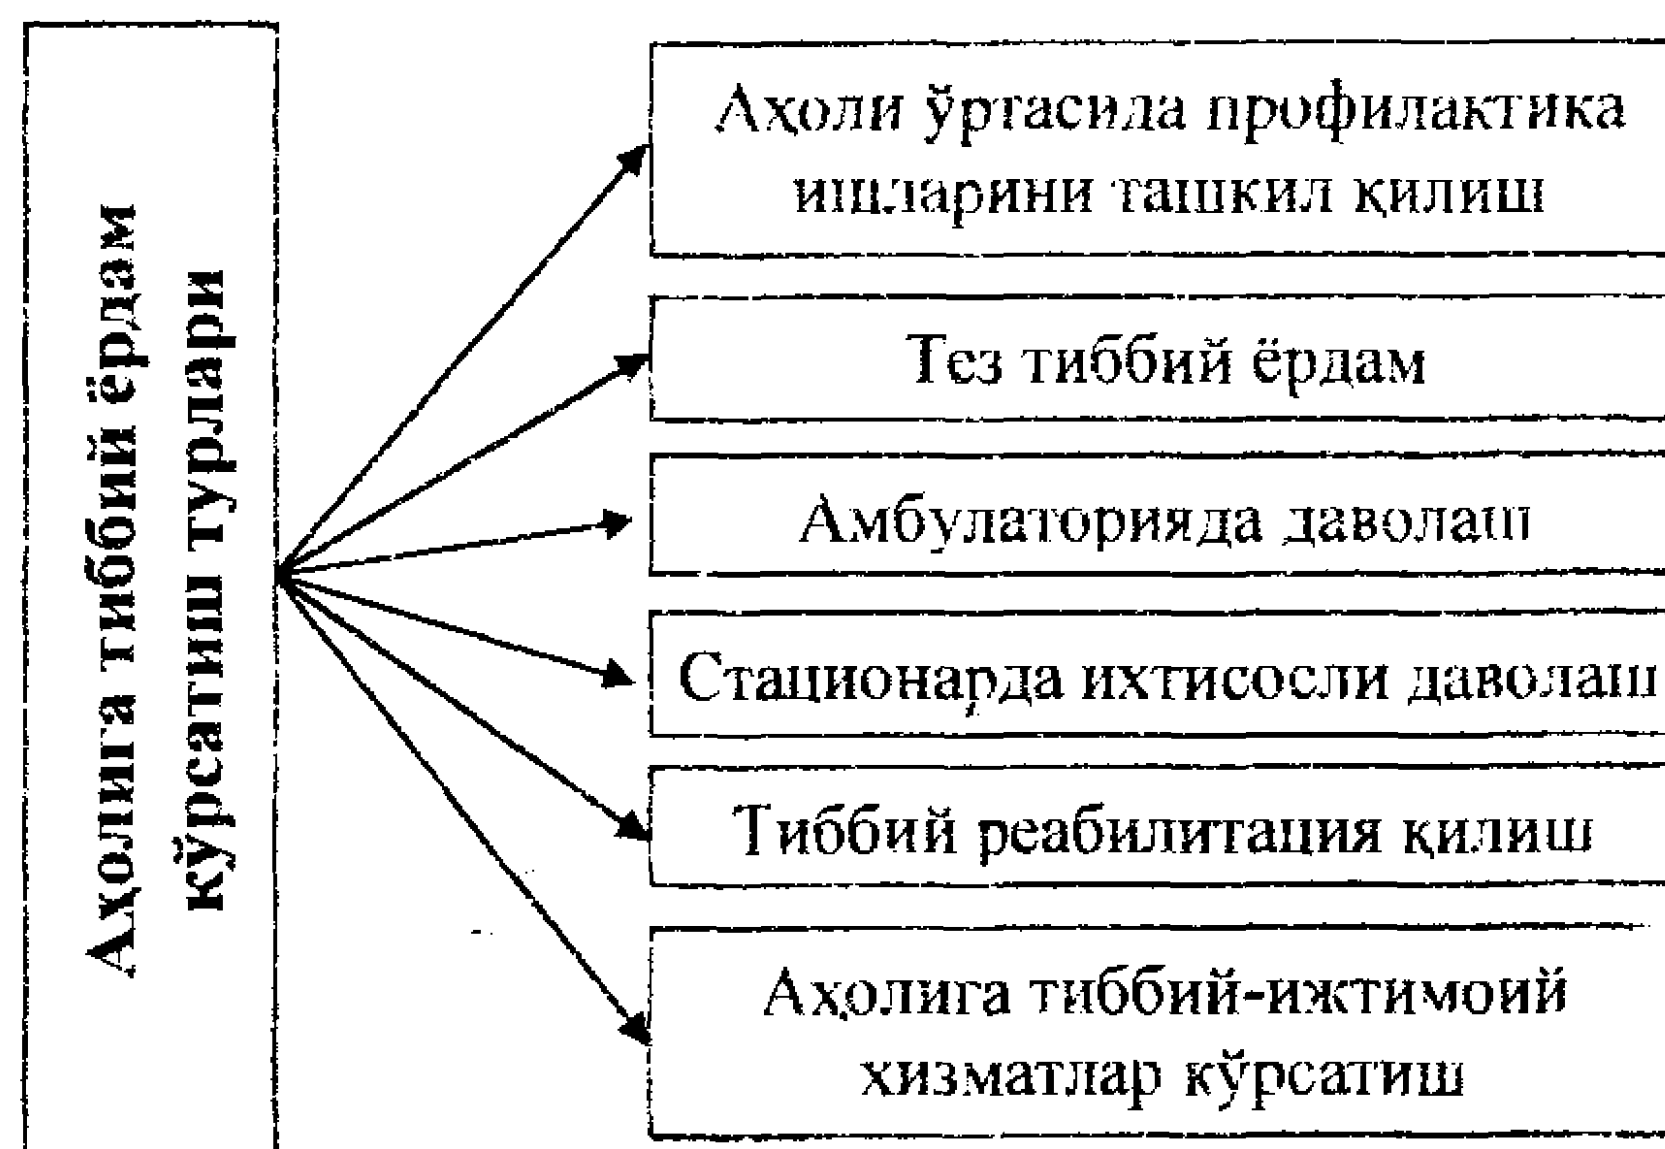 Аҳолига тиббий ёрдам
кўрсатиш турлари
Аҳоли ўртасида профилактика
ишларини ташкил қилиш
Тез тиббий ёрдам
Амбулаторияда даволаш
Стационарда ихтисосли даволаш
Тиббий реабилитация қилиш
Аҳолига тиббий-ижтимоий
хизматлар кўрсатиш